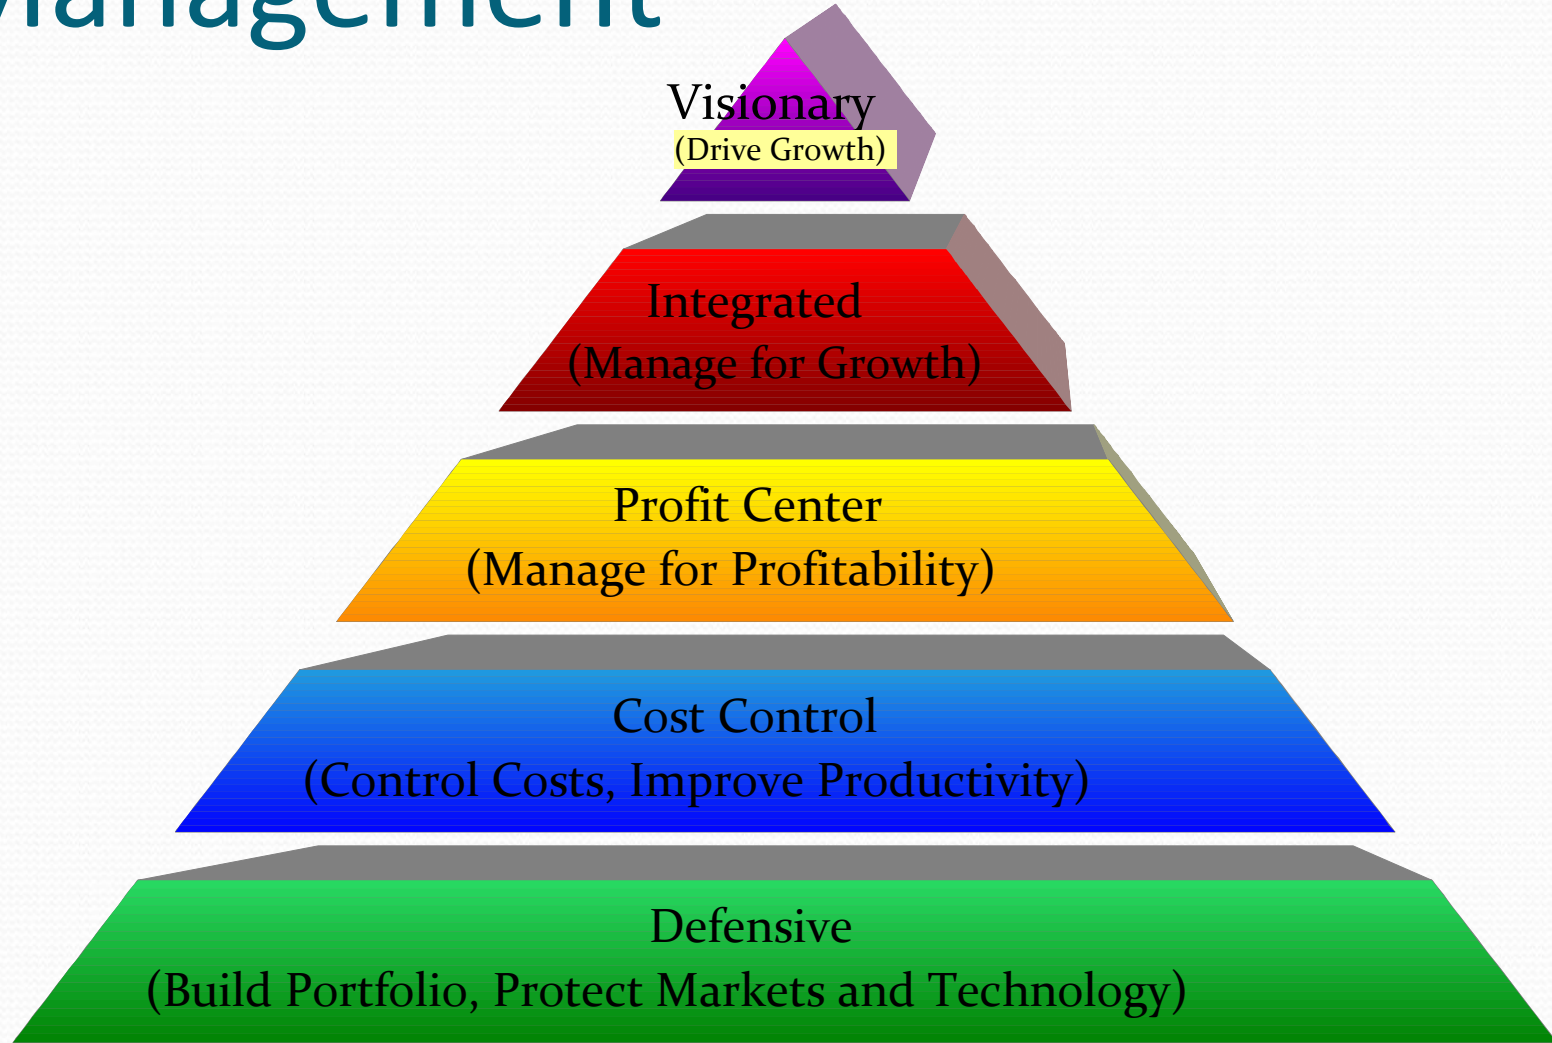 Management
Visionary
(Drive Growth)
Integrated
(Manage for Growth)
Profit Center
(Manage for Profitability)
Cost Control
(Control Costs, Improve Productivity)
Defensive
(Build Portfolio, Protect Markets and Technology)